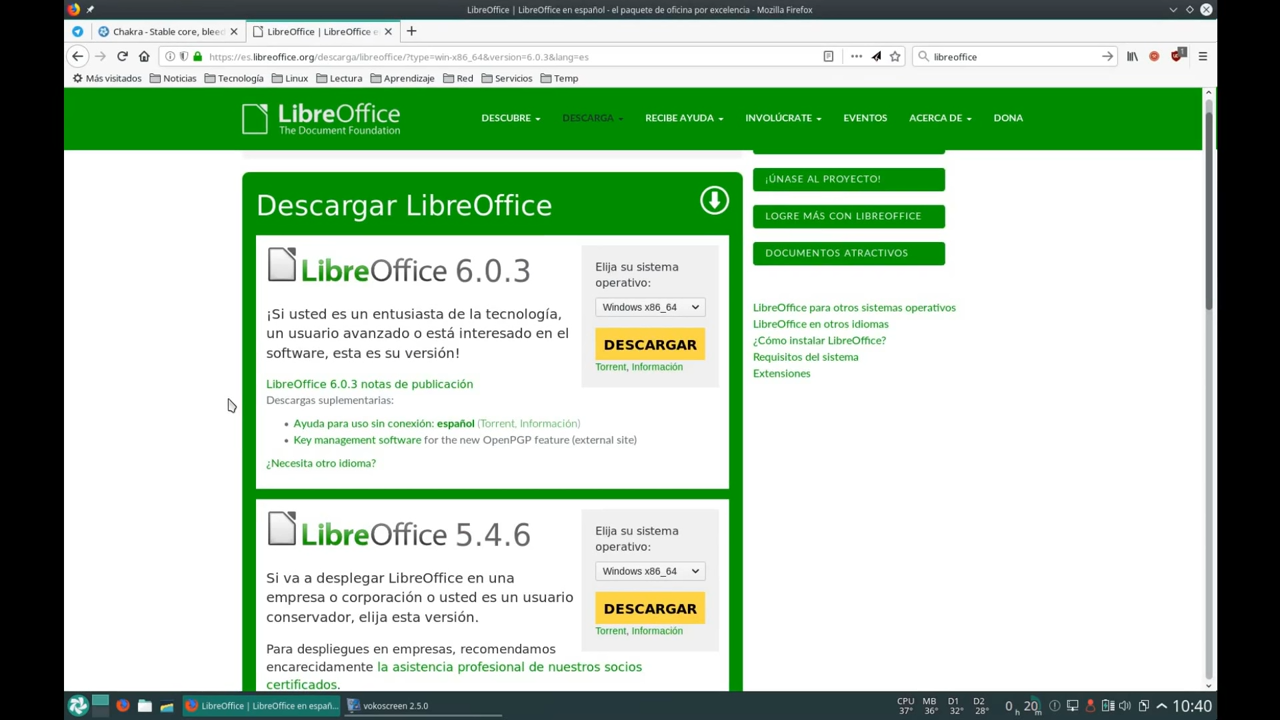 LibreOffice | LibreOffice en español - el paquete de oficina por excelencia - Mozilla Firefox
Chakra - Stable core, bleed
LibreOffice | LibreOffice e
https://es.libreoffice.org/descarga/libreoffice/?type=win-x86_64&version=6.0.3&lang=es
libreoffice
1
Más visitados
Noticias
Tecnología
Linux
Lectura
Aprendizaje
Red
Servicios
Temp
LibreOffice
The Document Foundation
DESCUBRE
DESCARGA
RECIBE AYUDA
INVOLÚCRATE
EVENTOS
ACERCA DE
DONA
Descargar LibreOffice
LibreOffice 6.0.3
¡Si usted es un entusiasta de la tecnología,
un usuario avanzado o está interesado en el
software, esta es su versión!
LibreOffice 6.0.3 notas de publicación
Descargas suplementarias:
• Ayuda para uso sin conexión: español (Torrent, Información)
• Key management software for the new OpenPGP feature (external site)
¿Necesita otro idioma?
Elija su sistema
operativo:
Windows x86_64
DESCARGAR
Torrent, Información
LibreOffice 5.4.6
Si va a desplegar LibreOffice en una
empresa o corporación o usted es un usuario
conservador, elija esta versión.
Para despliegues en empresas, recomendamos
encarecidamente la asistencia profesional de nuestros socios
certificados.
Elija su sistema
operativo:
Windows x86_64
DESCARGAR
Torrent, Información
¡ÚNASE AL PROYECTO!
LOGRE MÁS CON LIBREOFFICE
DOCUMENTOS ATRACTIVOS
LibreOffice para otros sistemas operativos
LibreOffice en otros idiomas
¿Cómo instalar LibreOffice?
Requisitos del sistema
Extensiones
LibreOffice | LibreOffice en españ...
vokoscreen 2.5.0
CPU MB D1 D2
37° 36° 32° 28°
0 h 20 m
10:40